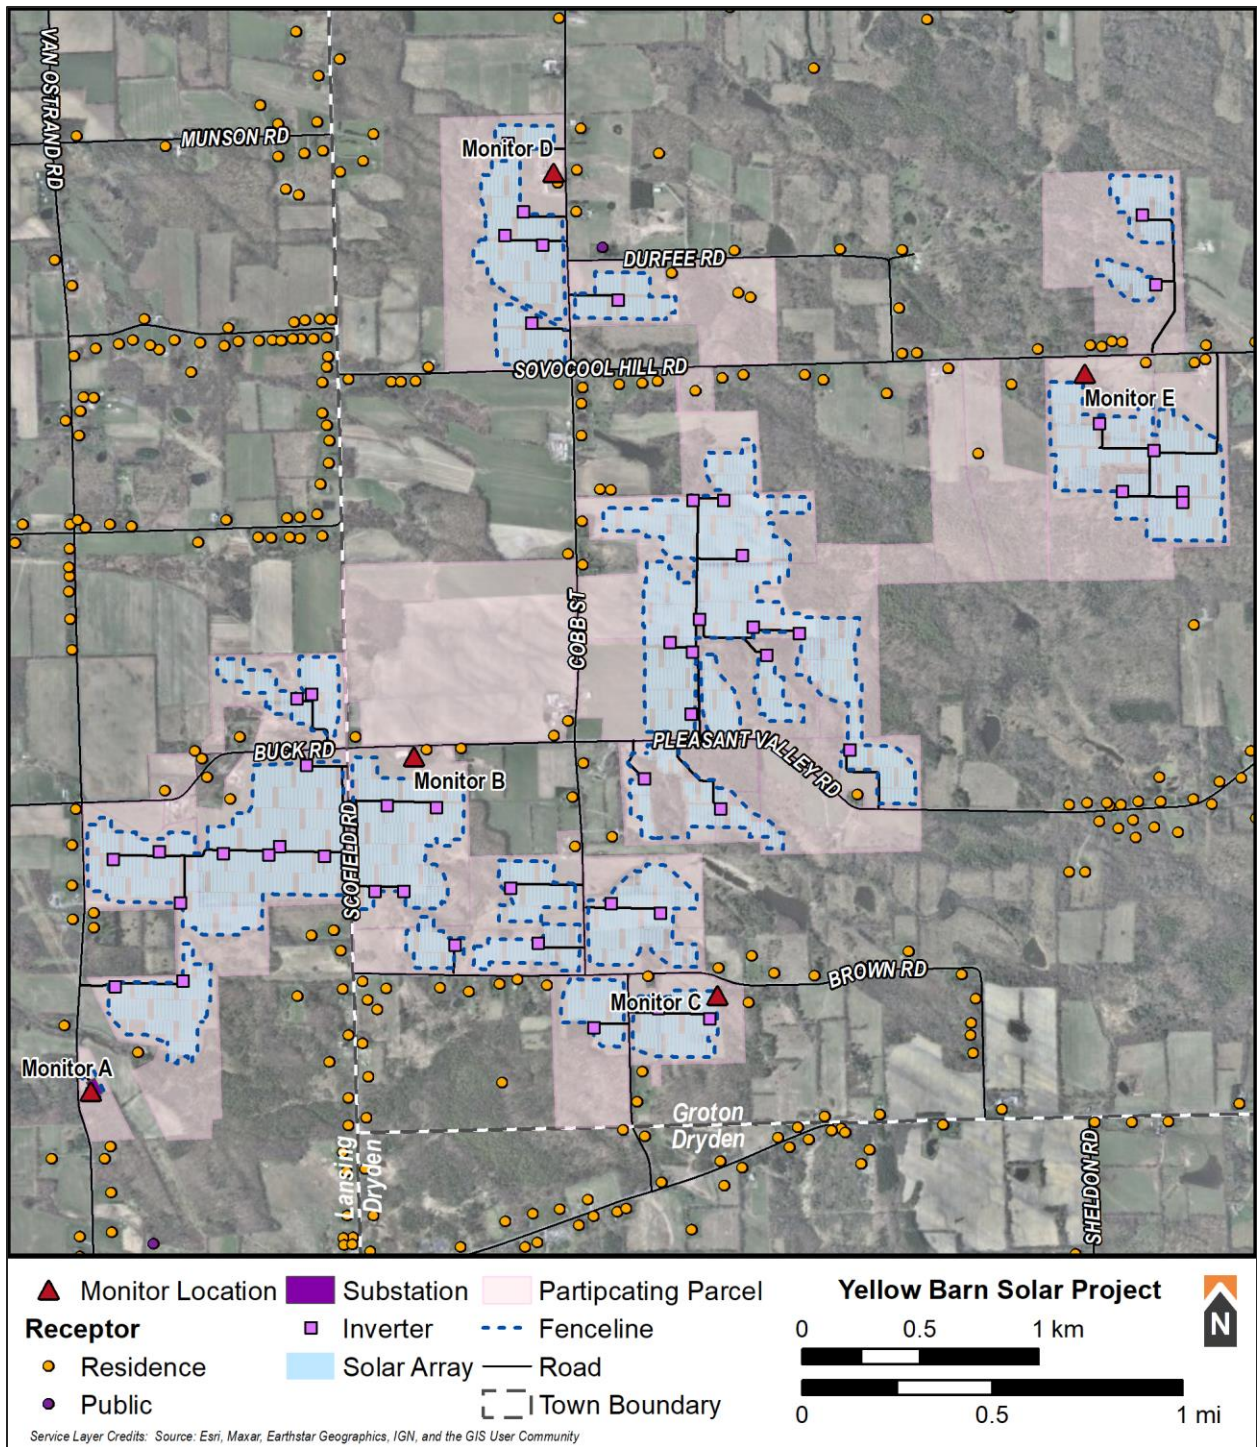 VAN OSTRAND RD
MUNSON RD
Monitor D
DURFEE RD
SOVOCOOL HILL RD
Monitor E
COBB ST
BUCK RD
PLEASANT VALLEY RD
Monitor B
SCOFIELD RD
BROWN RD
Monitor C
Monitor A
Groton
Dryden
Lansing
Dryden
SHELDON RD
Monitor Location
Substation
Partipcating Parcel
Yellow Barn Solar Project
Receptor
Inverter
Fenceline
0 0.5 1 km
N
Residence
Solar Array
Road
Public
Town Boundary
0 0.5 1 mi
Service Layer Credits: Source: Esri, Maxar, Earthstar Geographics, IGN, and the GIS User Community